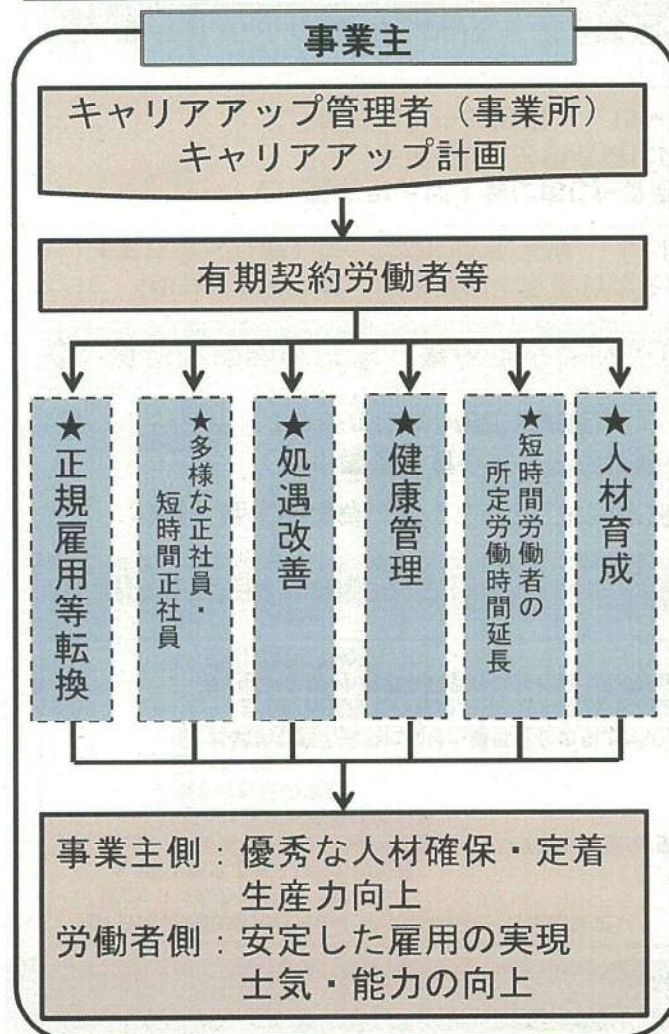 事業主
キャリアアップ管理者（事業所）
キャリアアップ計画
有期契約労働者等
★正規雇用等転換
★多様な正社員・
短時間正社員
★処遇改善
★健康管理
★短時間労働者の
所定労働時間延長
★人材育成
事業主側：優秀な人材確保・定着
生産力向上
労働者側：安定した雇用の実現
士気・能力の向上